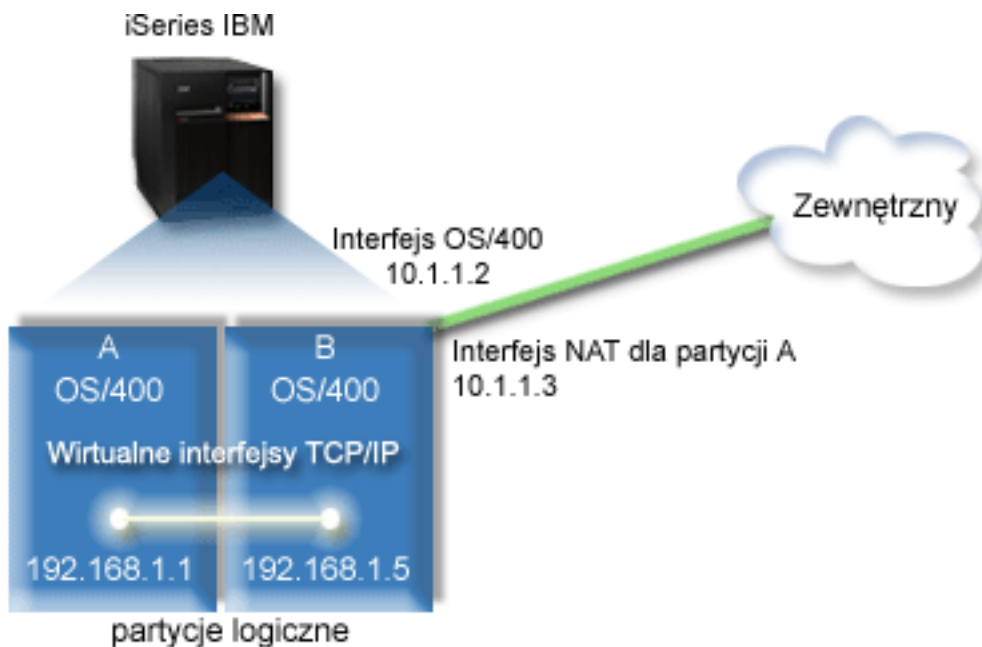 iSeries IBM
Interfejs OS/400
10.1.1.2
Zewnętrzny
Interfejs NAT dla partycji A
10.1.1.3
A
OS/400
B
OS/400
Wirtualne interfejsy TCP/IP
192.168.1.1
192.168.1.5
partycje logiczne